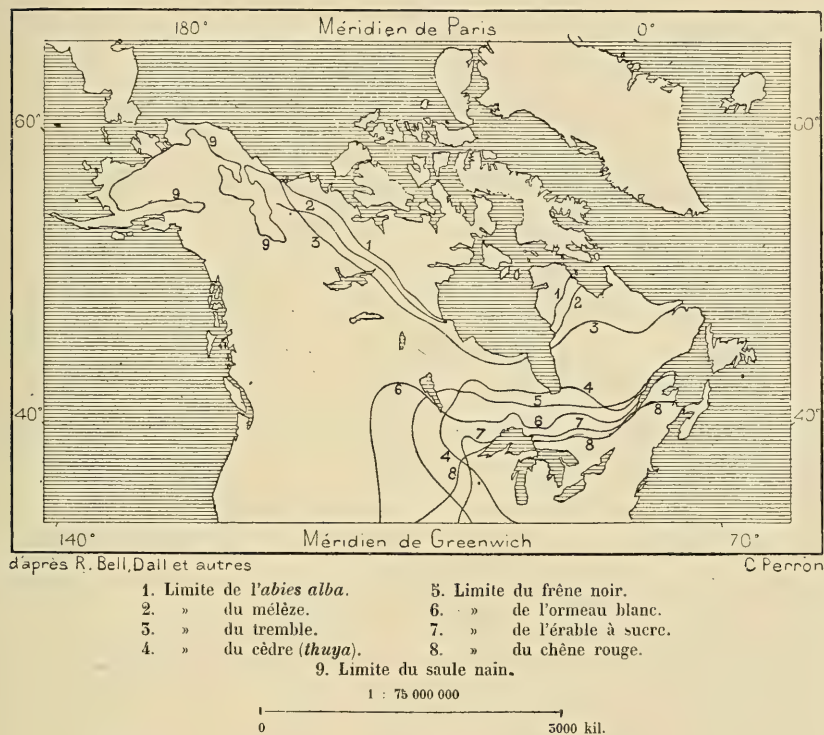 Méridien de Paris
180° 0°
60° 60°
9
9
9
9
2
3
1
1
2
3
40° 40°
6
4
5
6
7
7
4
8
8
8
140° Méridien de Greenwich 70°
d'après R. Bell, Dall et autres C Perron
1. Limite de l'abies alba.
2. » du mélèze.
3. » du tremble.
4. » du cèdre (thuya).
5. Limite du frêne noir.
6. » de l'ormeau blanc.
7. » de l'érable à sucre.
8. » du chêne rouge.
9. Limite du saule nain.
1 : 75 000 000
0 3000 kil.